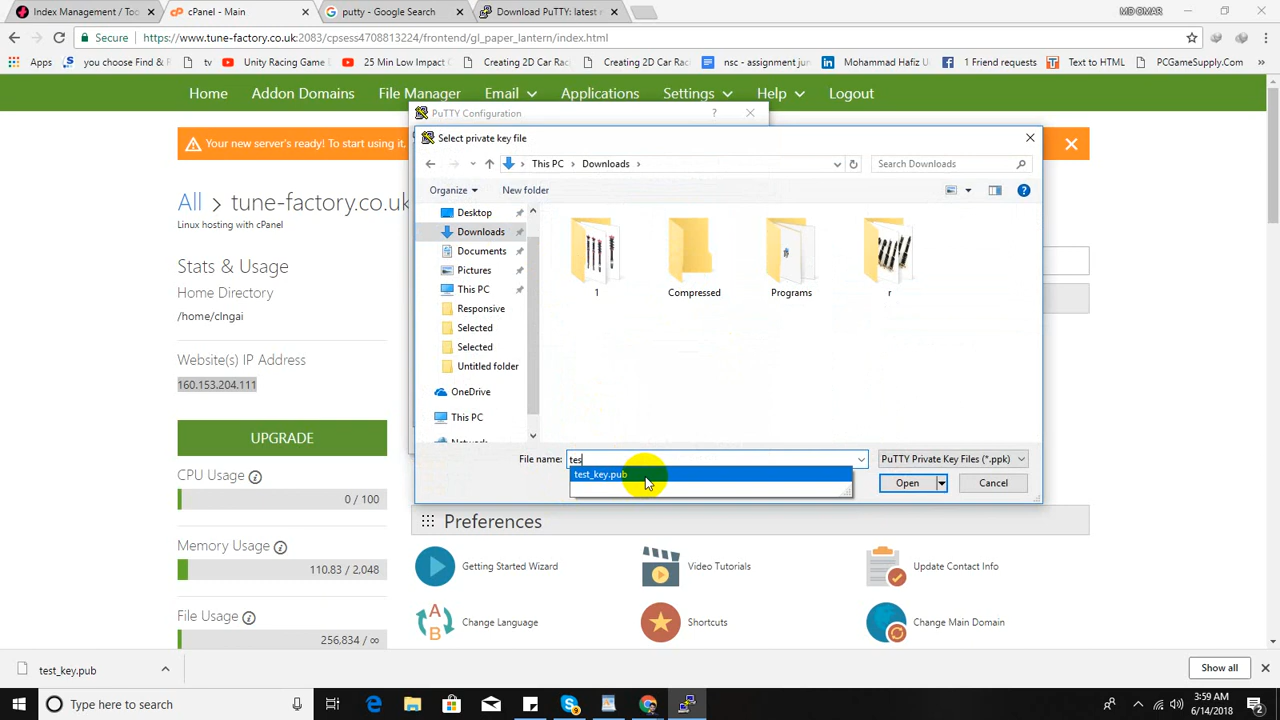 Index Management / Too
cPanel - Main
putty - Google Search
Download PuTTY: latest r
MD OMAR
Secure
https://www.tune-factory.co.uk:2083/cpsess4708813224/frontend/gl_paper_lantern/index.html
Apps
you choose Find & F
tv
Unity Racing Game D
25 Min Low Impact C
Creating 2D Car Rac
Creating 2D Car Rac
nsc - assignment jun
Mohammad Hafiz U
1 Friend requests
Text to HTML
PCGameSupply.Com
Home
Addon Domains
File Manager
Email
Applications
Settings
Help
Logout
PuTTY Configuration
?
Your new server's ready! To start using it.
Select private key file
This PC
Downloads
Search Downloads
Organize
New folder
All > tune-factory.co.uk
Linux hosting with cPanel
Stats & Usage
Home Directory
/home/clngai
Website(s) IP Address
160.153.204.111
UPGRADE
CPU Usage
0 / 100
Memory Usage
110.83 / 2,048
File Usage
256,834 / ∞
Desktop
Downloads
Documents
Pictures
This PC
Responsive
Selected
Selected
Untitled folder
OneDrive
This PC
Network
1
Compressed
Programs
r
File name:
tes
PuTTY Private Key Files (*.ppk)
test_key.pub
Open
Cancel
Preferences
Getting Started Wizard
Video Tutorials
Update Contact Info
Change Language
Shortcuts
Change Main Domain
test_key.pub
Show all
Type here to search
3:59 AM
6/14/2018